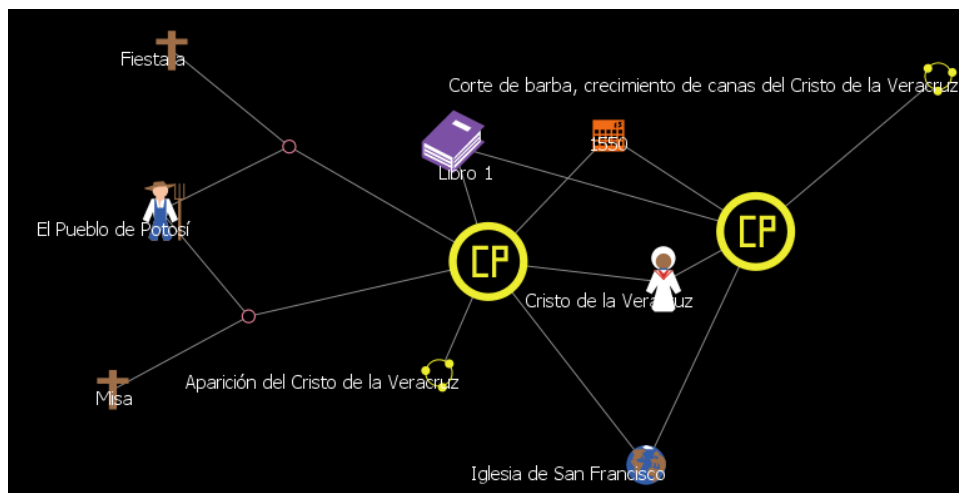 Fiesta a
Corte de barba, crecimiento de canas del Cristo de la Veracruz
1550
Libro 1
El Pueblo de Potosí
CP
CP
Cristo de la Veracruz
Aparición del Cristo de la Veracruz
Misa
Iglesia de San Francisco